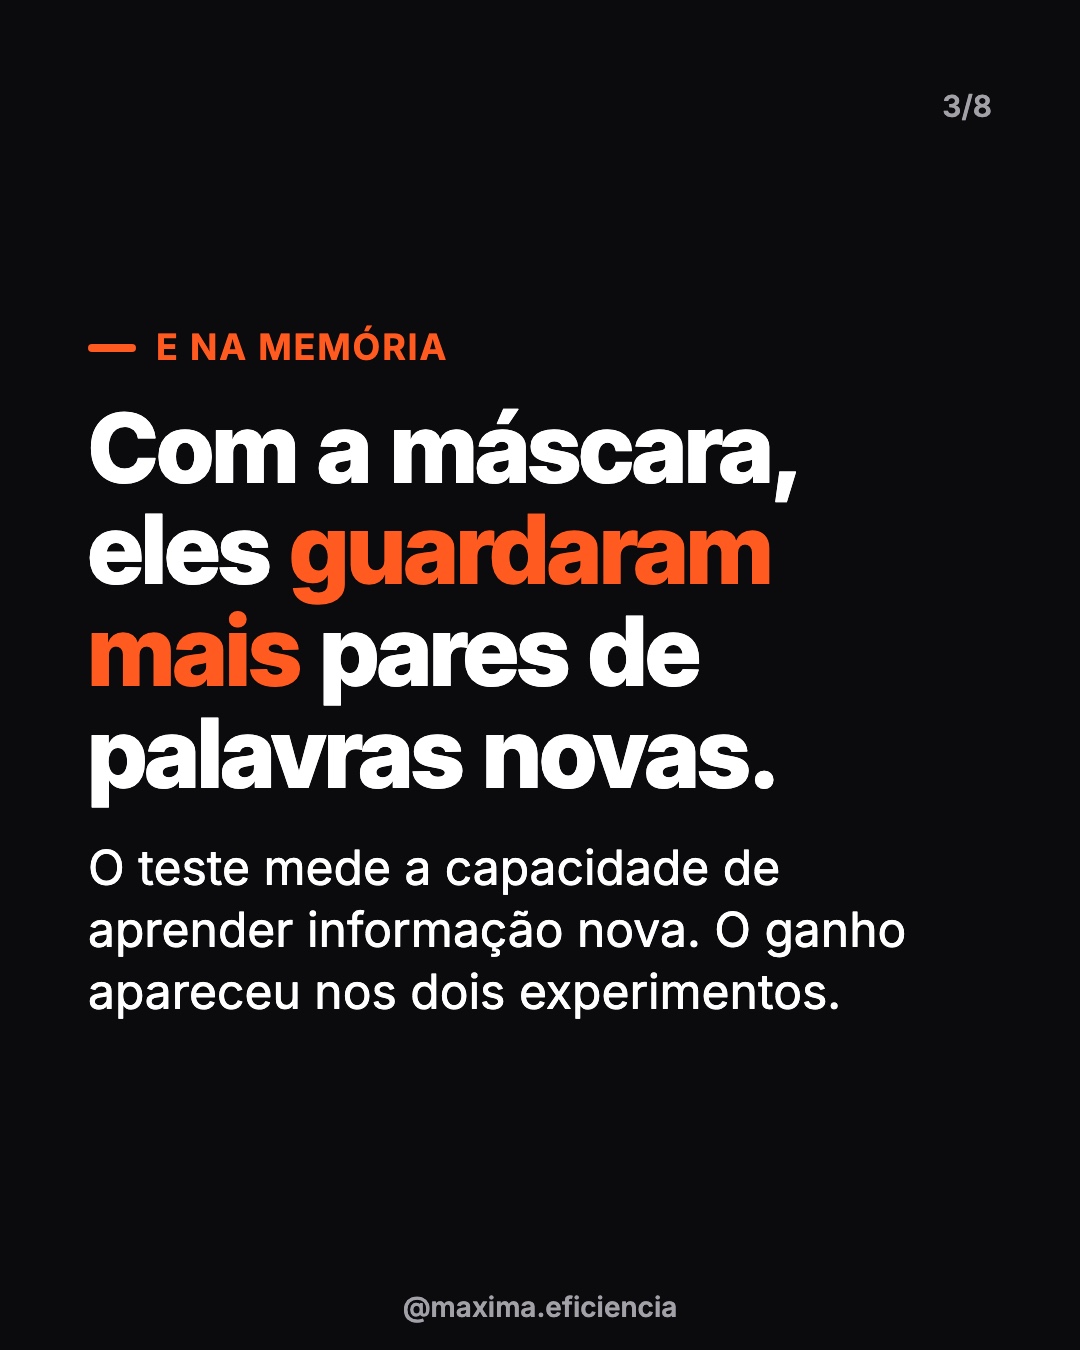 3/8
E NA MEMÓRIA
Com a máscara,
eles guardaram
mais pares de
palavras novas.
O teste mede a capacidade de
aprender informação nova. O ganho
apareceu nos dois experimentos.
@maxima.eficiencia